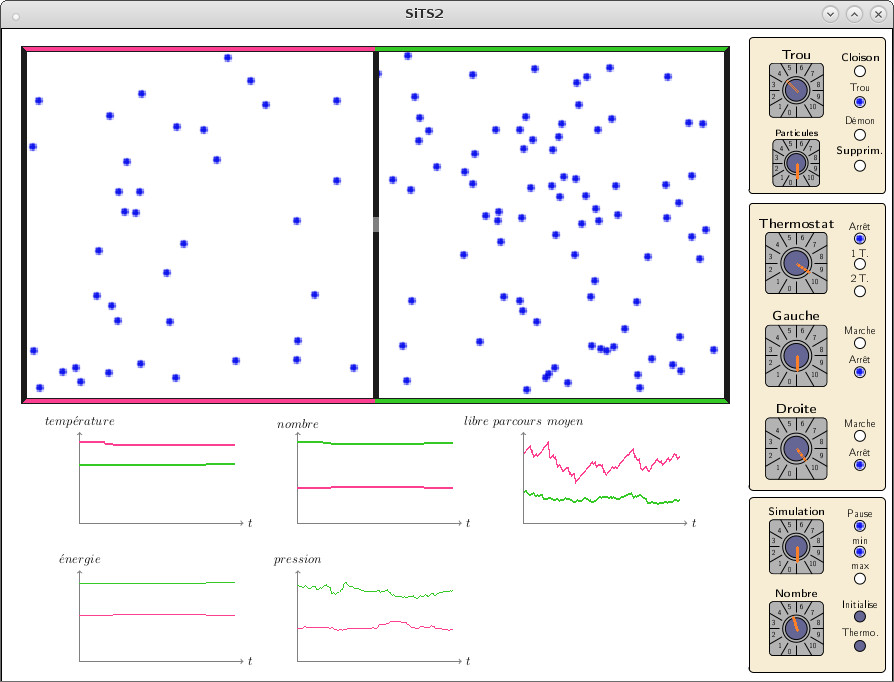 SiTS2
Trou
Cloison
Trou
Démon
Supprim.
0 1 2 3 4 5 6 7 8 9 10
Particules
0 1 2 3 4 5 6 7 8 9 10
Thermostat
Arrêt
1 T.
2 T.
0 1 2 3 4 5 6 7 8 9 10
Gauche
Marche
Arrêt
0 1 2 3 4 5 6 7 8 9 10
Droite
Marche
Arrêt
0 1 2 3 4 5 6 7 8 9 10
température
t
nombre
t
libre parcours moyen
t
énergie
t
pression
t
Simulation
Pause
min
max
0 1 2 3 4 5 6 7 8 9 10
Nombre
Initialise
Thermo.
0 1 2 3 4 5 6 7 8 9 10